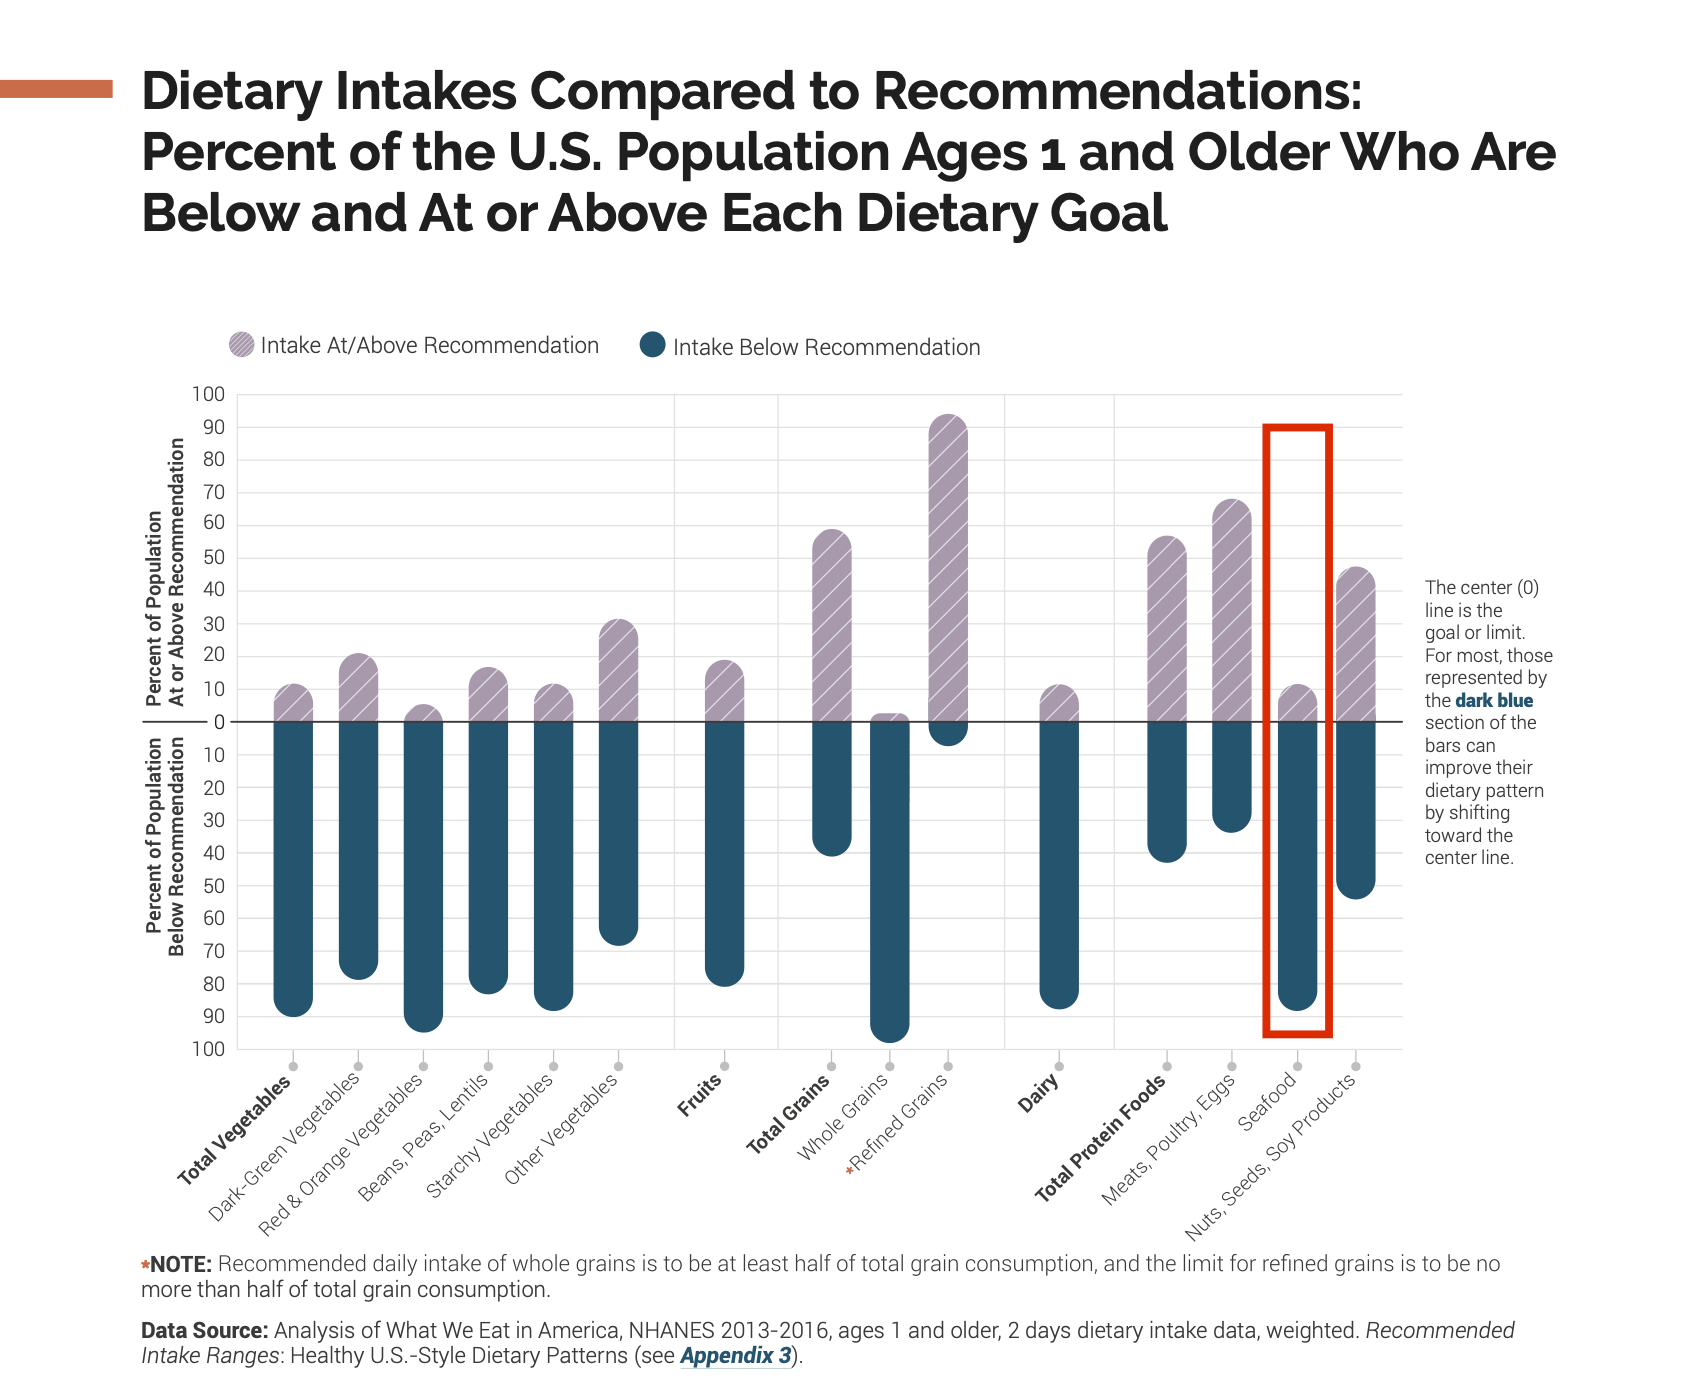 Dietary Intakes Compared to Recommendations:
Percent of the U.S. Population Ages 1 and Older Who Are
Below and At or Above Each Dietary Goal
Intake At/Above Recommendation
Intake Below Recommendation
Percent of Population
At or Above Recommendation
Percent of Population
Below Recommendation
100
90
80
70
60
50
40
30
20
10
0
10
20
30
40
50
60
70
80
90
100
The center (0)
line is the
goal or limit.
For most, those
represented by
the dark blue
section of the
bars can
improve their
dietary pattern
by shifting
toward the
center line.
Total Vegetables
Dark-Green Vegetables
Red & Orange Vegetables
Beans, Peas, Lentils
Starchy Vegetables
Other Vegetables
Fruits
Total Grains
Whole Grains
*Refined Grains
Dairy
Total Protein Foods
Meats, Poultry, Eggs
Seafood
Nuts, Seeds, Soy Products
*NOTE: Recommended daily intake of whole grains is to be at least half of total grain consumption, and the limit for refined grains is to be no
more than half of total grain consumption.
Data Source: Analysis of What We Eat in America, NHANES 2013-2016, ages 1 and older, 2 days dietary intake data, weighted. Recommended
Intake Ranges: Healthy U.S.-Style Dietary Patterns (see Appendix 3).